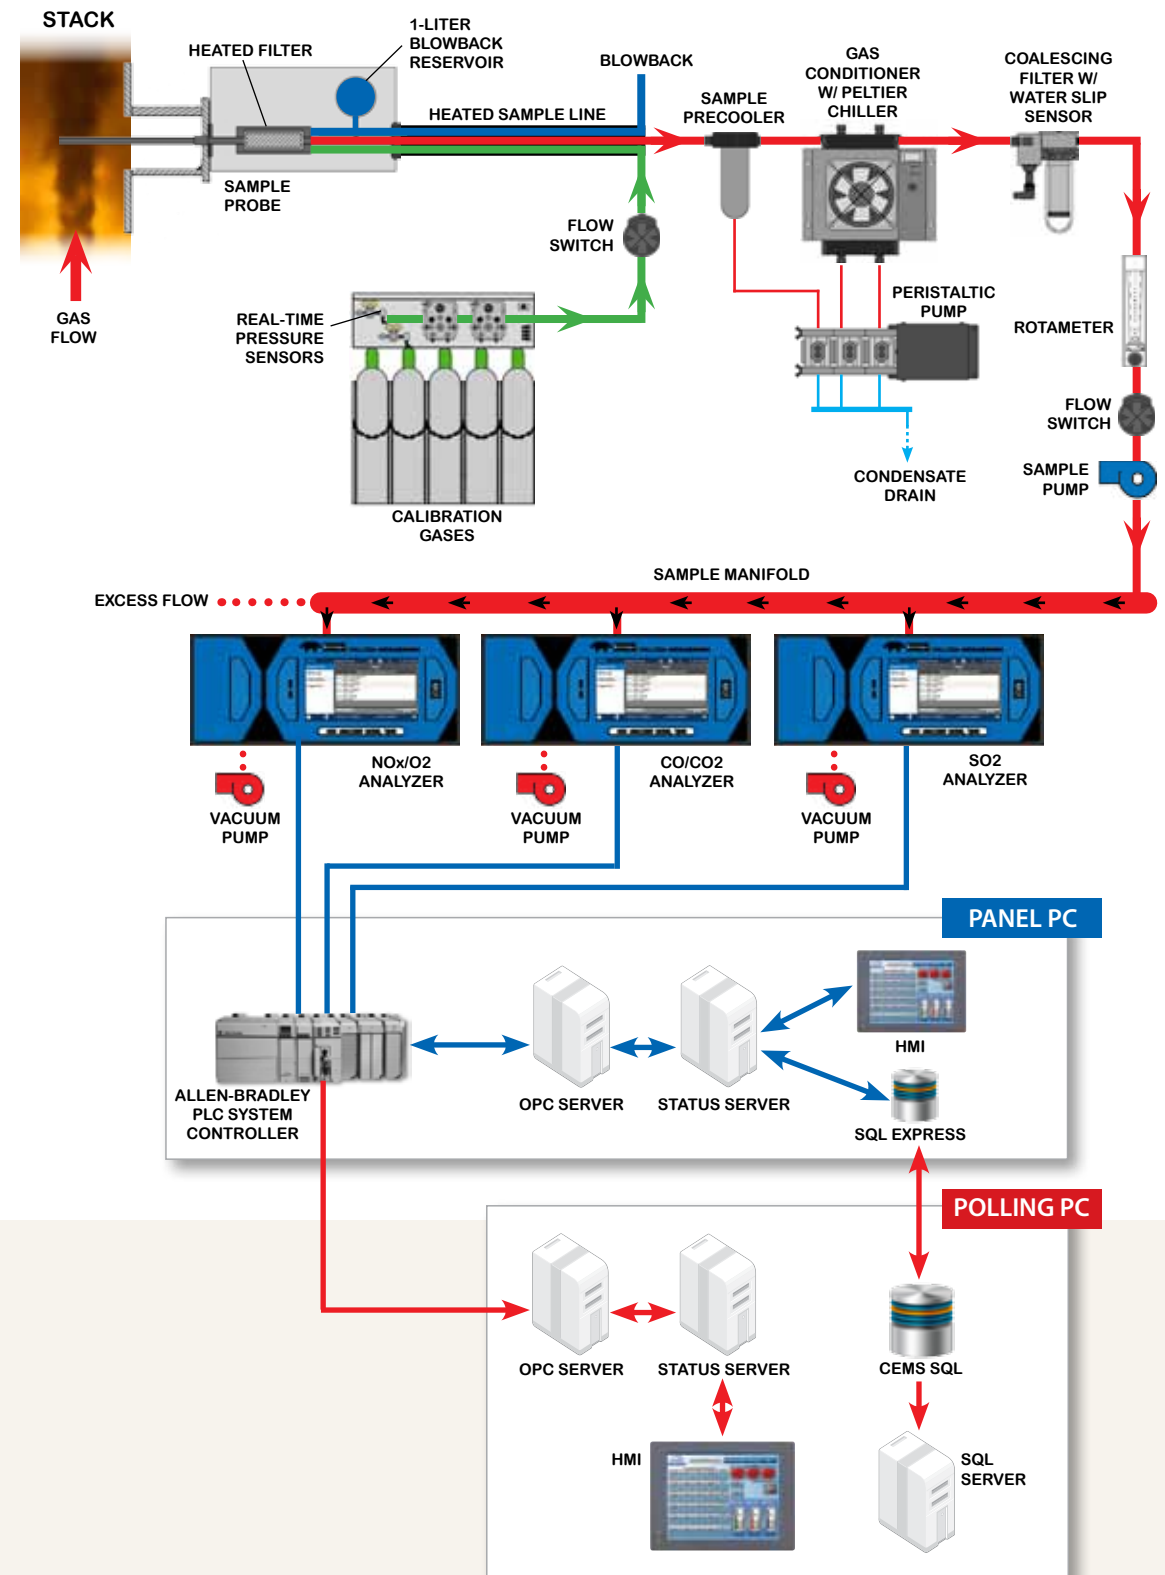 STACK
HEATED FILTER
1-LITER
BLOWBACK
RESERVOIR
BLOWBACK
HEATED SAMPLE LINE
SAMPLE
PRECOOLER
GAS
CONDITIONER
W/ PELTIER
CHILLER
COALESCING
FILTER W/
WATER SLIP
SENSOR
SAMPLE
PROBE
FLOW
SWITCH
GAS
FLOW
REAL-TIME
PRESSURE
SENSORS
PERISTALTIC
PUMP
ROTAMETER
FLOW
SWITCH
SAMPLE
PUMP
CONDENSATE
DRAIN
CALIBRATION
GASES
SAMPLE MANIFOLD
EXCESS FLOW
NOx/O2
ANALYZER
CO/CO2
ANALYZER
SO2
ANALYZER
VACUUM
PUMP
VACUUM
PUMP
VACUUM
PUMP
PANEL PC
HMI
ALLEN-BRADLEY
PLC SYSTEM
CONTROLLER
OPC SERVER
STATUS SERVER
SQL EXPRESS
POLLING PC
OPC SERVER
STATUS SERVER
CEMS SQL
HMI
SQL
SERVER